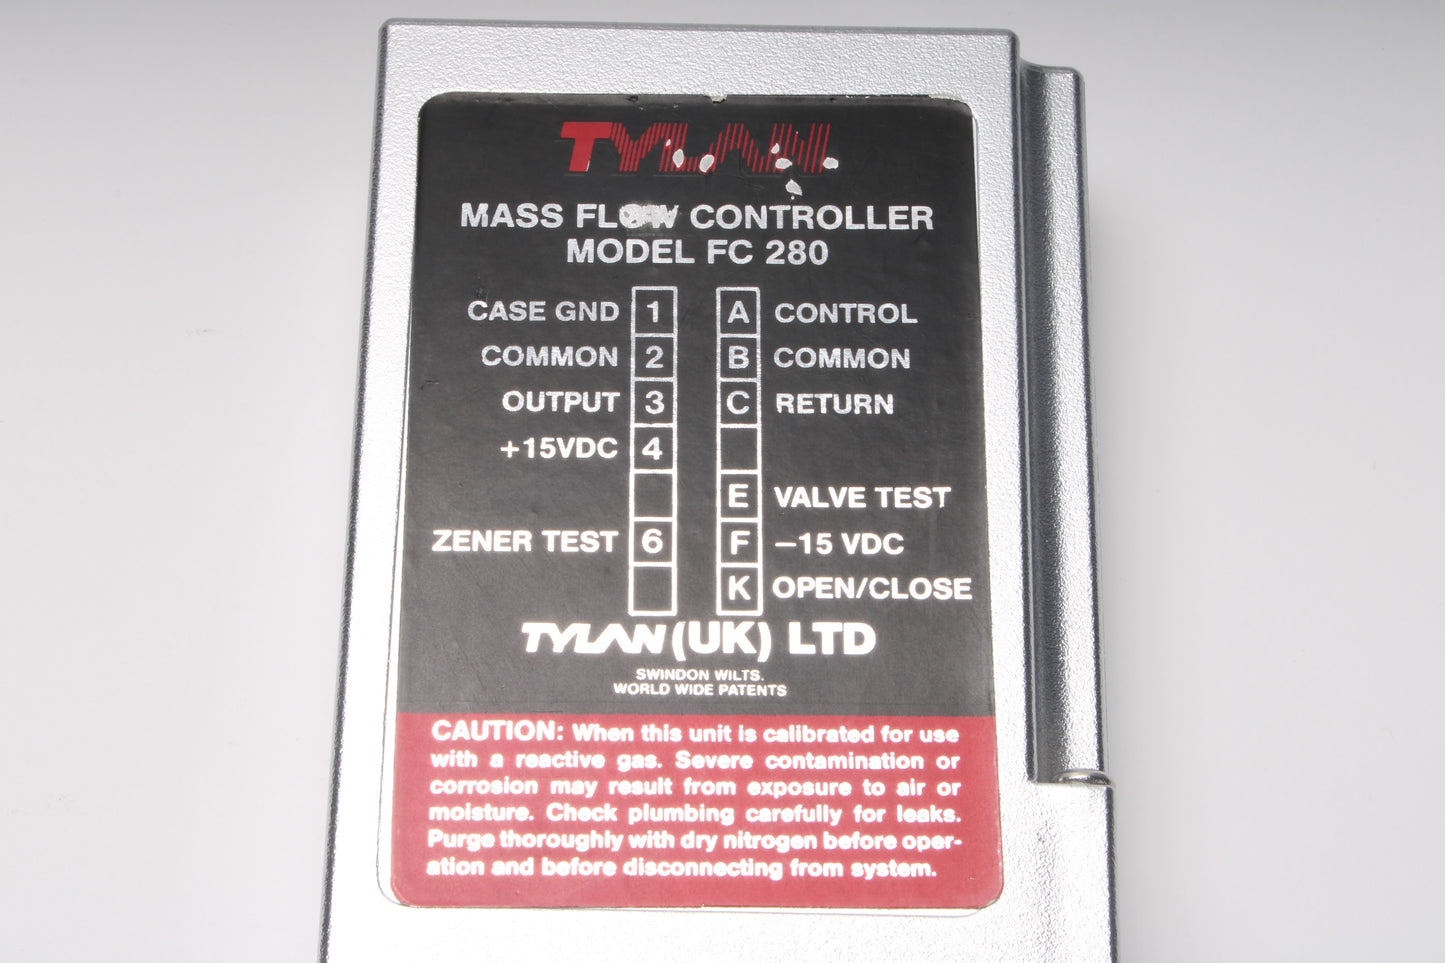 TYLAN
MASS FLOW CONTROLLER
MODEL FC 280
CASE GND 1 A CONTROL
COMMON 2 B COMMON
OUTPUT 3 C RETURN
+15VDC 4
E VALVE TEST
ZENER TEST 6 F –15 VDC
K OPEN/CLOSE
TYLAN (UK) LTD
SWINDON WILTS.
WORLD WIDE PATENTS
CAUTION: When this unit is calibrated for use
with a reactive gas. Severe contamination or
corrosion may result from exposure to air or
moisture. Check plumbing carefully for leaks.
Purge thoroughly with dry nitrogen before oper-
ation and before disconnecting from system.